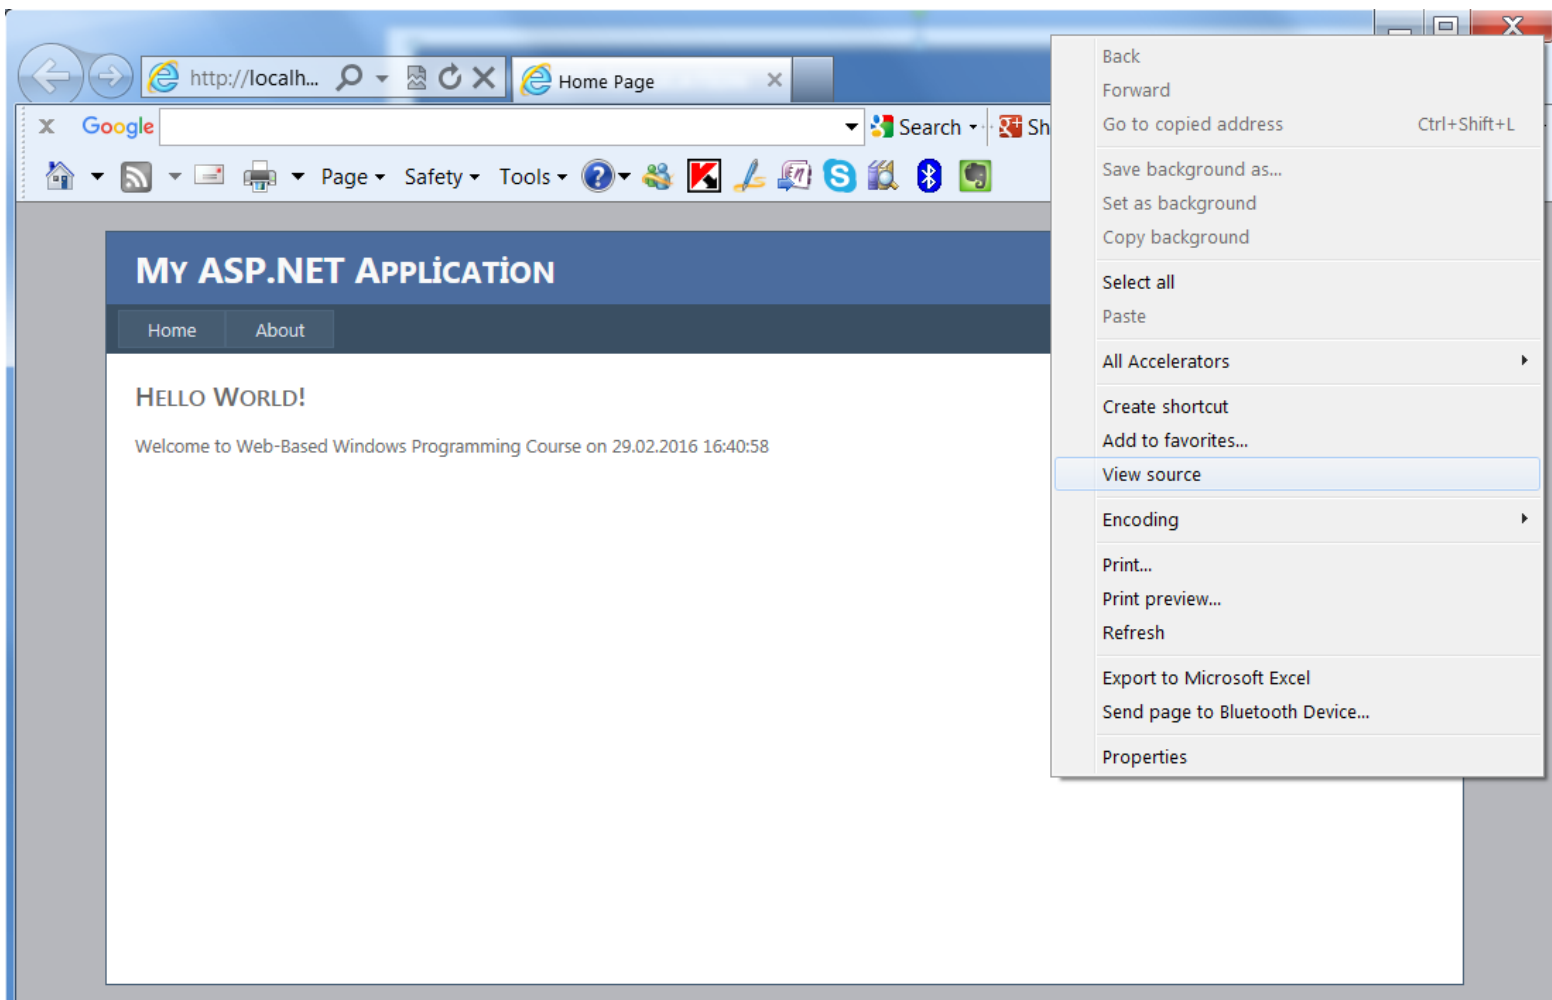 http://localh...
Home Page
x Google
Search
Sh
Page
Safety
Tools
MY ASP.NET APPLİCATİON
Home
About
HELLO WORLD!
Welcome to Web-Based Windows Programming Course on 29.02.2016 16:40:58
Back
Forward
Go to copied address Ctrl+Shift+L
Save background as...
Set as background
Copy background
Select all
Paste
All Accelerators
Create shortcut
Add to favorites...
View source
Encoding
Print...
Print preview...
Refresh
Export to Microsoft Excel
Send page to Bluetooth Device...
Properties